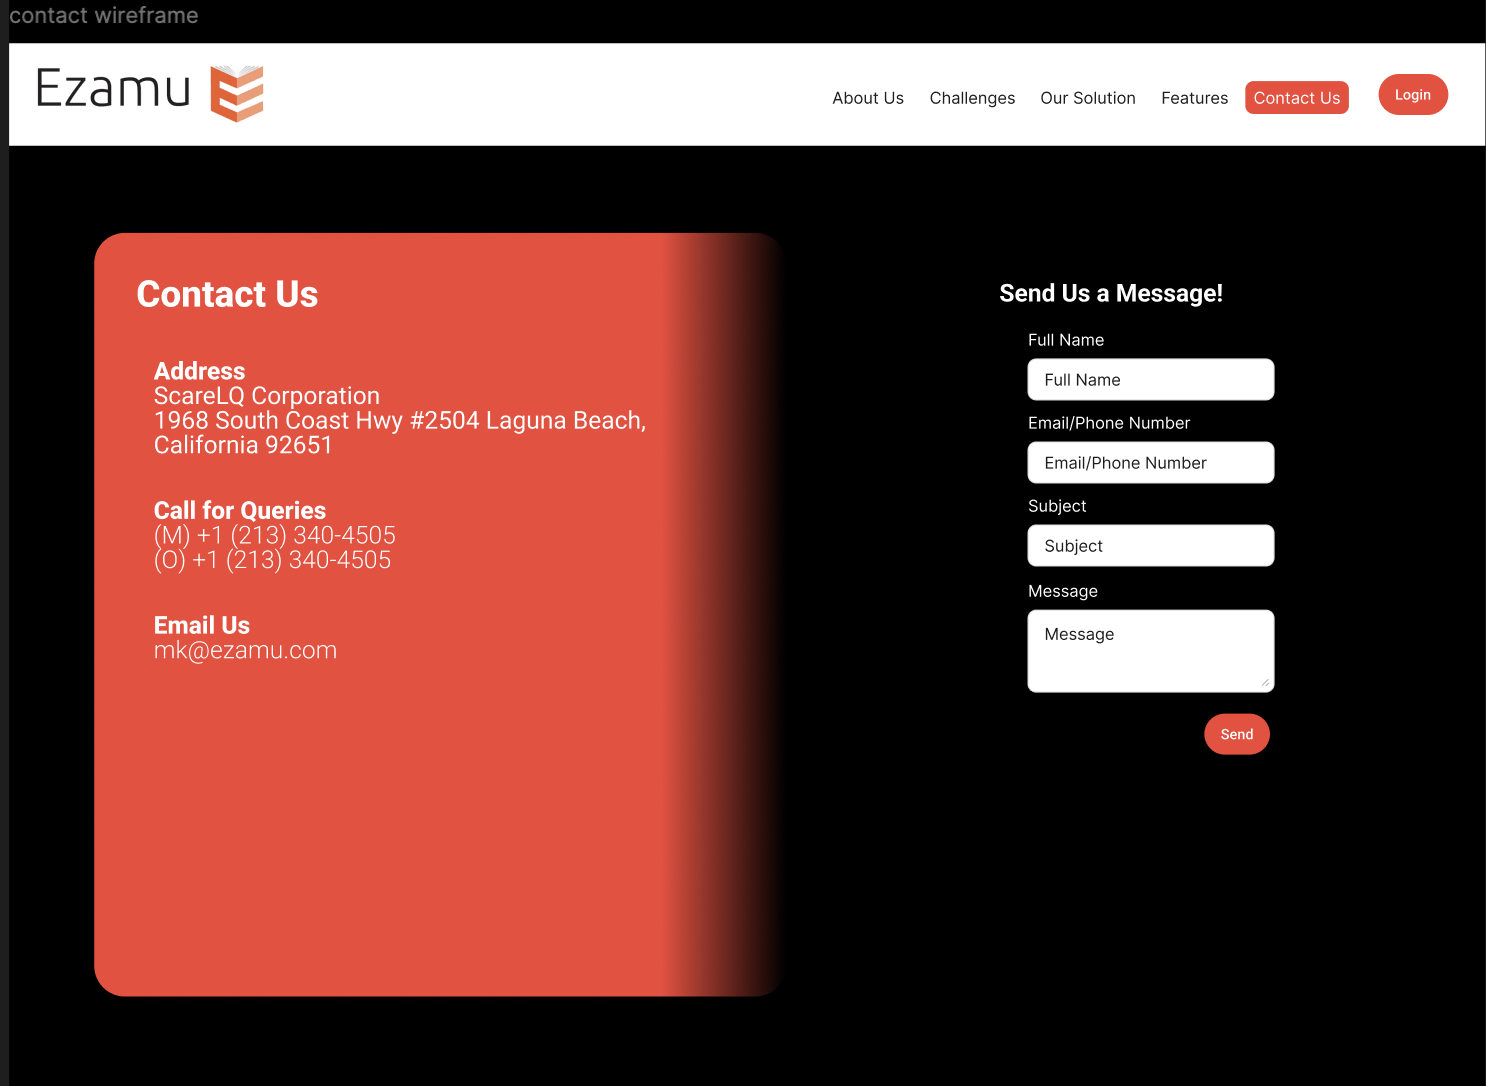 contact wireframe
Ezamu
About Us
Challenges
Our Solution
Features
Contact Us
Login
Contact Us
Address
ScareLQ Corporation
1968 South Coast Hwy #2504 Laguna Beach,
California 92651
Call for Queries
(M) +1 (213) 340-4505
(O) +1 (213) 340-4505
Email Us
mk@ezamu.com
Send Us a Message!
Full Name
Full Name
Email/Phone Number
Email/Phone Number
Subject
Subject
Message
Message
Send